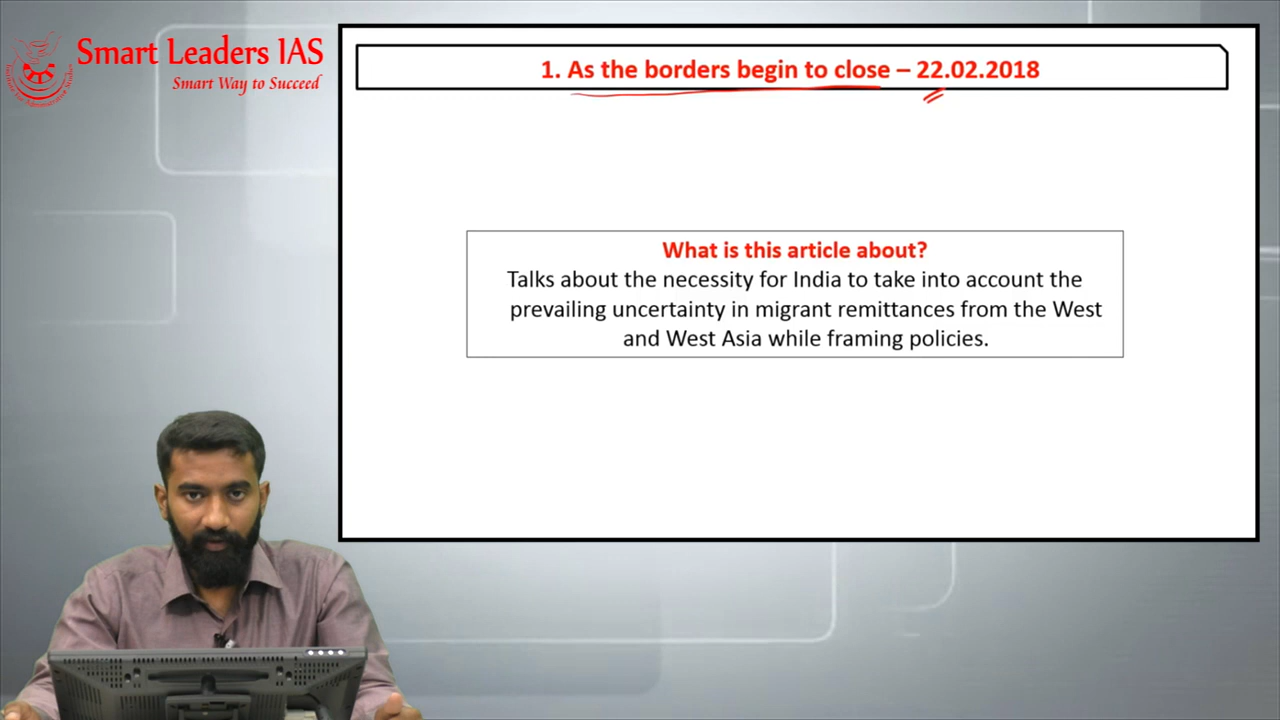 Smart Leaders IAS
Smart Way to Succeed
1. As the borders begin to close – 22.02.2018
What is this article about?
Talks about the necessity for India to take into account the
prevailing uncertainty in migrant remittances from the West
and West Asia while framing policies.